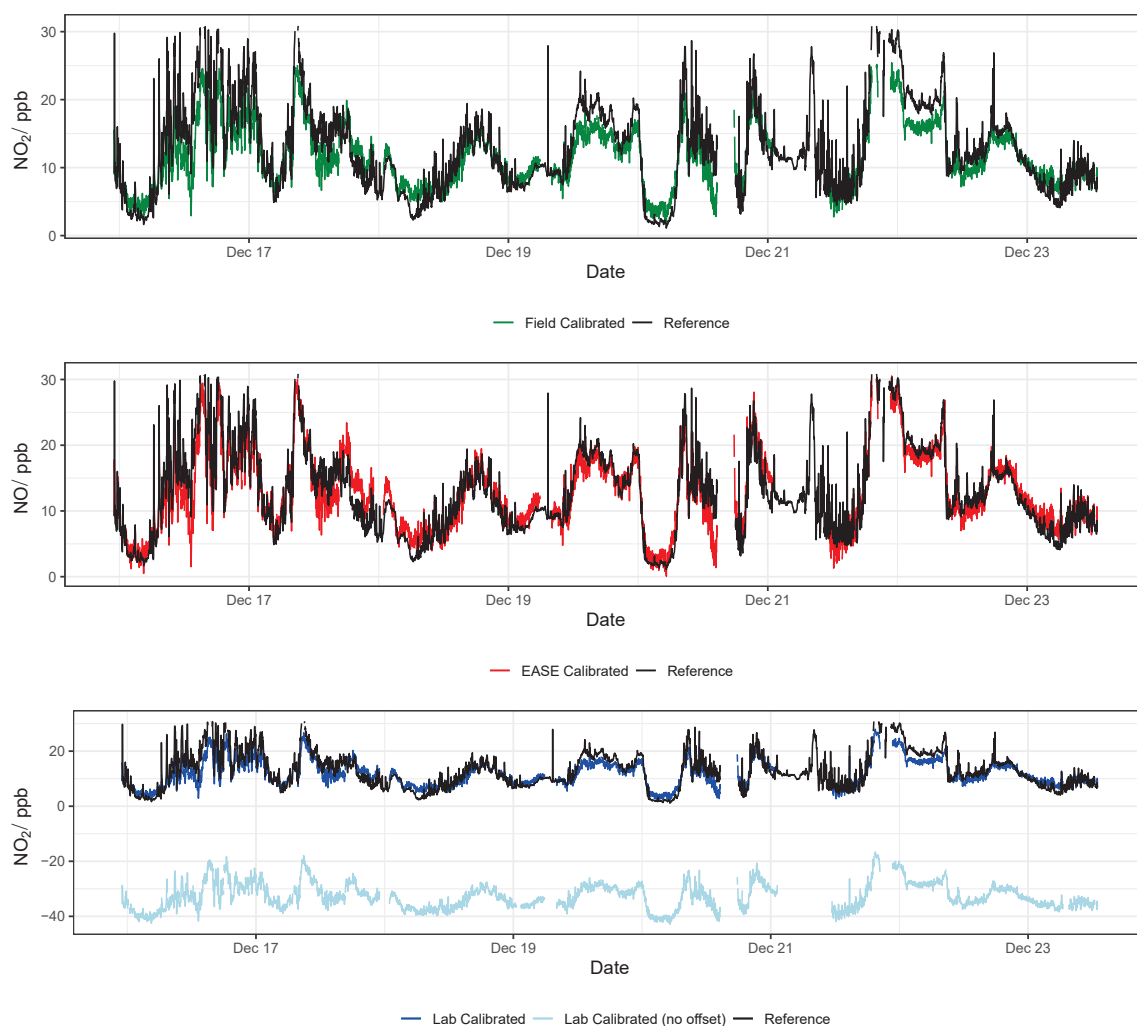 30
20
10
0
NO₂/ ppb
Dec 17 Dec 19 Dec 21 Dec 23
Date
Field Calibrated Reference
30
20
10
0
NO/ ppb
Dec 17 Dec 19 Dec 21 Dec 23
Date
EASE Calibrated Reference
20
0
−20
−40
NO₂/ ppb
Dec 17 Dec 19 Dec 21 Dec 23
Date
Lab Calibrated Lab Calibrated (no offset) Reference